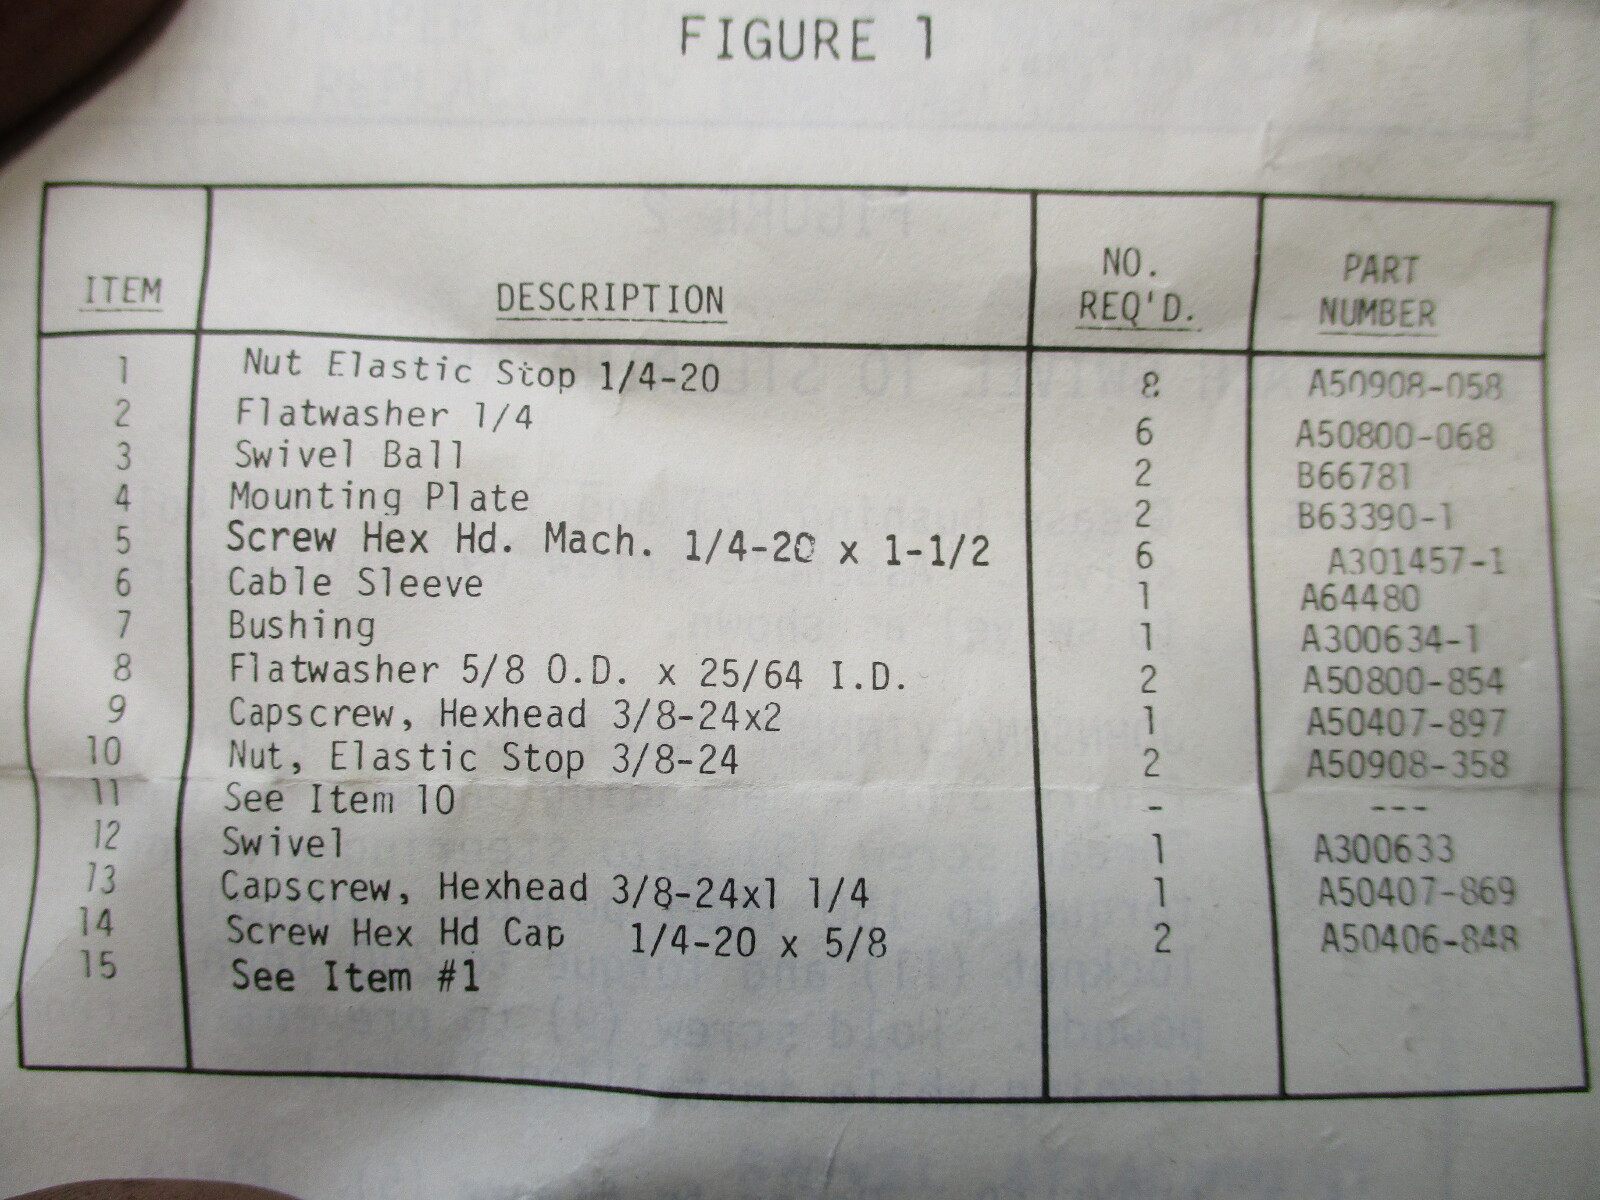 FIGURE 1
ITEM DESCRIPTION NO. REQ'D. PART NUMBER
1 Nut Elastic Stop 1/4-20 8 A50908-058
2 Flatwasher 1/4 6 A50800-068
3 Swivel Ball 2 B66781
4 Mounting Plate 2 B63390-1
5 Screw Hex Hd. Mach. 1/4-20 x 1-1/2 6 A301457-1
6 Cable Sleeve 1 A64480
7 Bushing 1 A300634-1
8 Flatwasher 5/8 O.D. x 25/64 I.D. 2 A50800-854
9 Capscrew, Hexhead 3/8-24x2 1 A50407-897
10 Nut, Elastic Stop 3/8-24 2 A50908-358
11 See Item 10 - ---
12 Swivel 1 A300633
13 Capscrew, Hexhead 3/8-24x1 1/4 1 A50407-869
14 Screw Hex Hd Cap 1/4-20 x 5/8 2 A50406-848
15 See Item #1